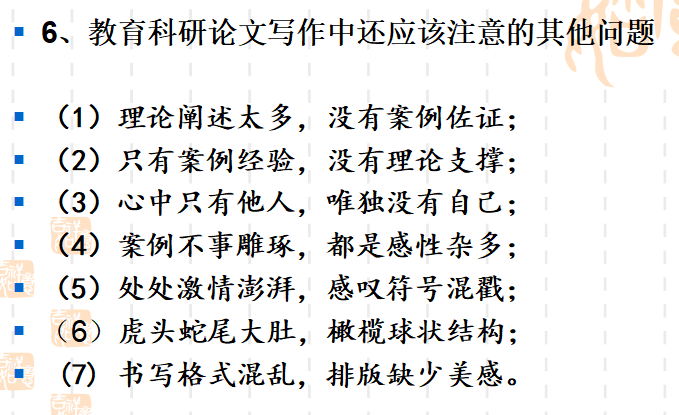 6、教育科研论文写作中还应该注意的其他问题
（1）理论阐述太多，没有案例佐证；
（2）只有案例经验，没有理论支撑；
（3）心中只有他人，唯独没有自己；
（4）案例不事雕琢，都是感性杂多；
（5）处处激情澎湃，感叹符号混戳；
（6）虎头蛇尾大肚，橄榄球状结构；
（7）书写格式混乱，排版缺少美感。